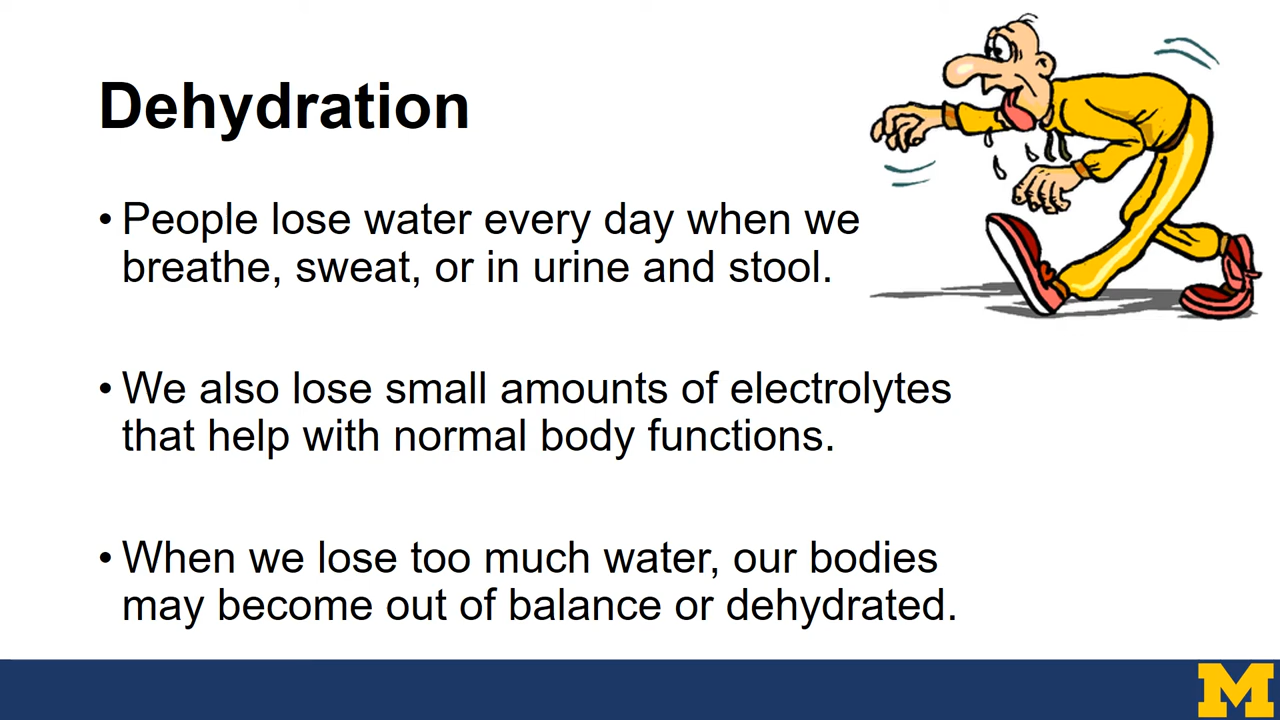 Dehydration
• People lose water every day when we
breathe, sweat, or in urine and stool.
• We also lose small amounts of electrolytes
that help with normal body functions.
• When we lose too much water, our bodies
may become out of balance or dehydrated.
M